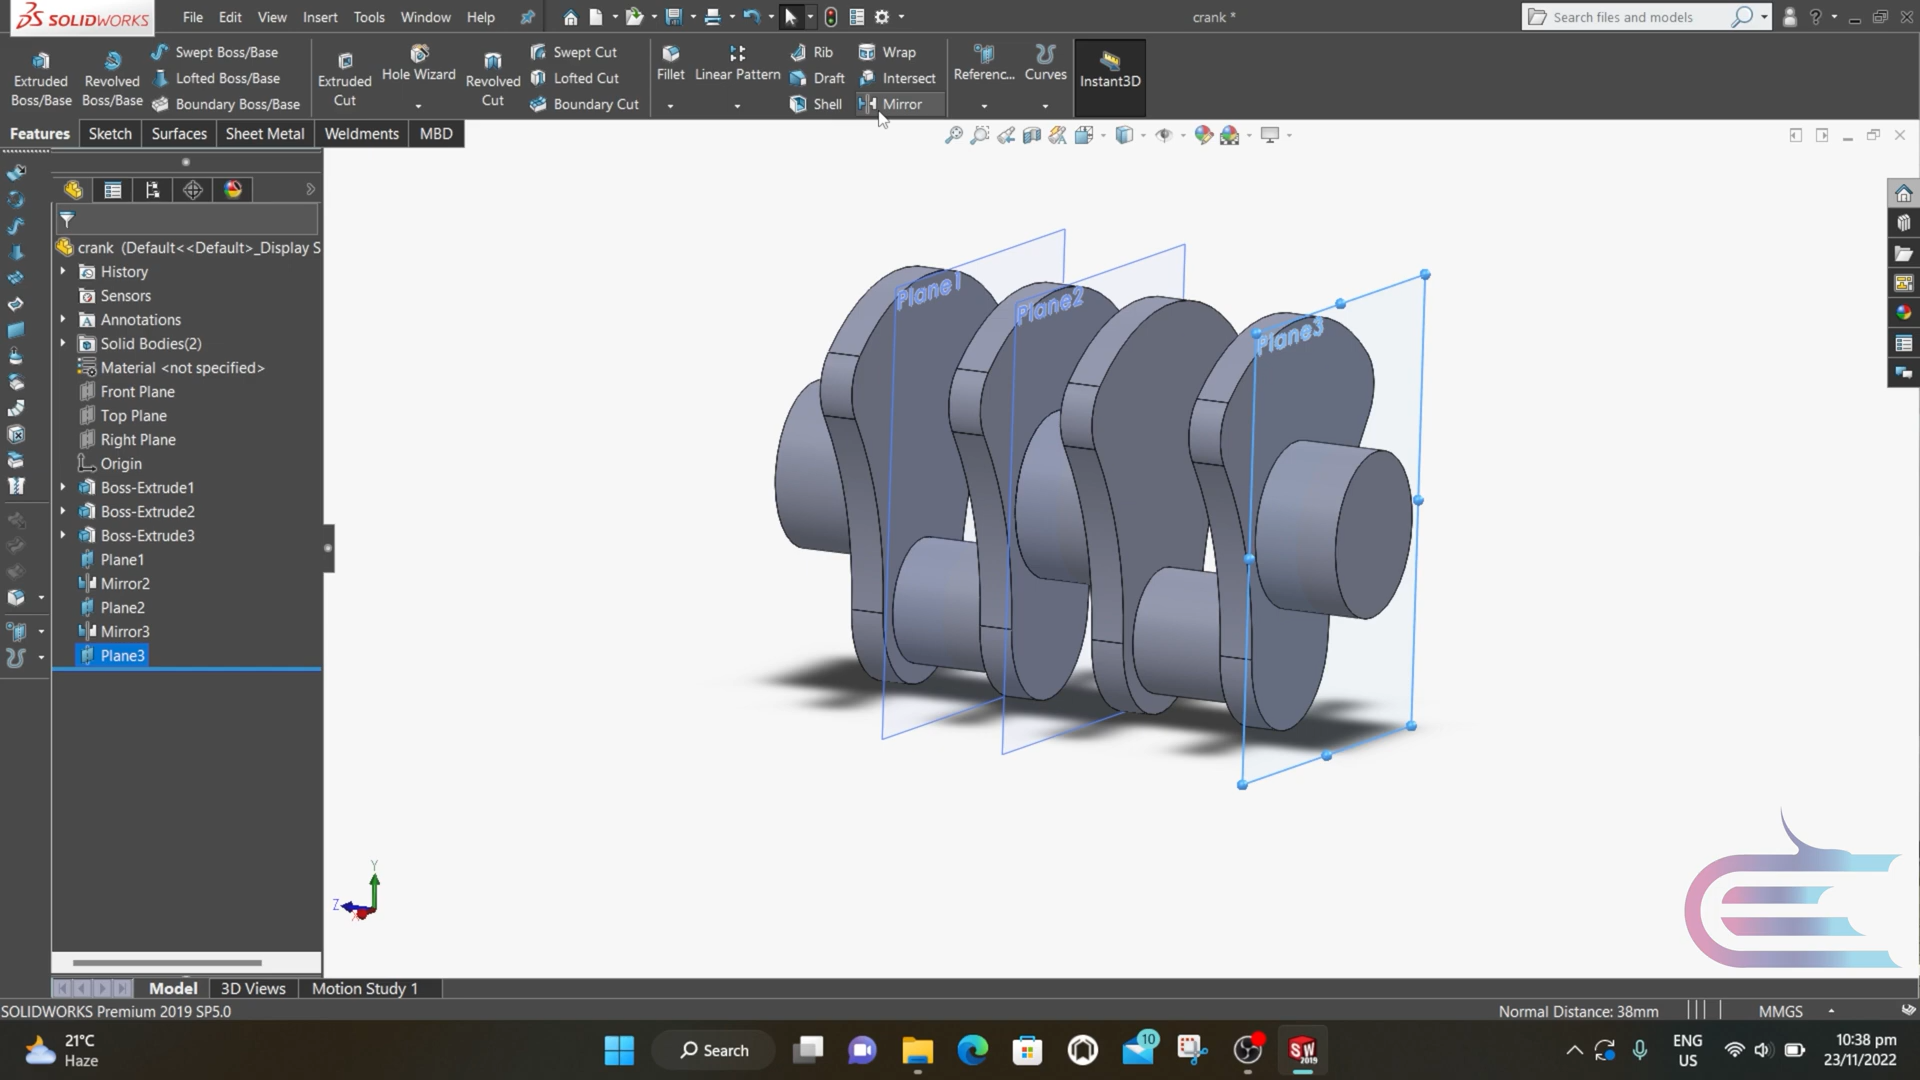 SOLIDWORKS
File Edit View Insert Tools Window Help
crank *
Search files and models
Extruded Boss/Base
Revolved Boss/Base
Swept Boss/Base
Lofted Boss/Base
Boundary Boss/Base
Extruded Cut
Hole Wizard
Revolved Cut
Swept Cut
Lofted Cut
Boundary Cut
Fillet
Linear Pattern
Rib
Draft
Shell
Wrap
Intersect
Mirror
Referenc...
Curves
Instant3D
Features Sketch Surfaces Sheet Metal Weldments MBD
crank (Default<<Default>_Display S
History
Sensors
Annotations
Solid Bodies(2)
Material <not specified>
Front Plane
Top Plane
Right Plane
Origin
Boss-Extrude1
Boss-Extrude2
Boss-Extrude3
Plane1
Mirror2
Plane2
Mirror3
Plane3
Plane1
Plane2
Plane3
Y
Z
Model 3D Views Motion Study 1
SOLIDWORKS Premium 2019 SP5.0
Normal Distance: 38mm
MMGS
21°C
Haze
Search
10
SW
2019
ENG
US
10:38 pm
23/11/2022